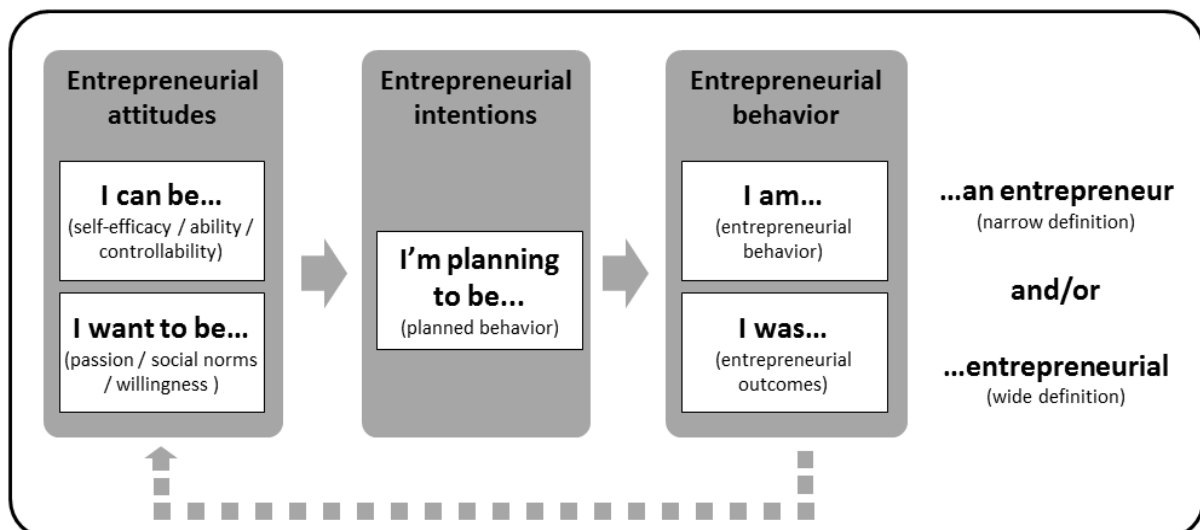 Entrepreneurial
attitudes
I can be...
(self-efficacy / ability /
controllability)
I want to be...
(passion / social norms
/ willingness )
Entrepreneurial
intentions
I'm planning
to be...
(planned behavior)
Entrepreneurial
behavior
I am...
(entrepreneurial
behavior)
I was...
(entrepreneurial
outcomes)
...an entrepreneur
(narrow definition)
and/or
...entrepreneurial
(wide definition)